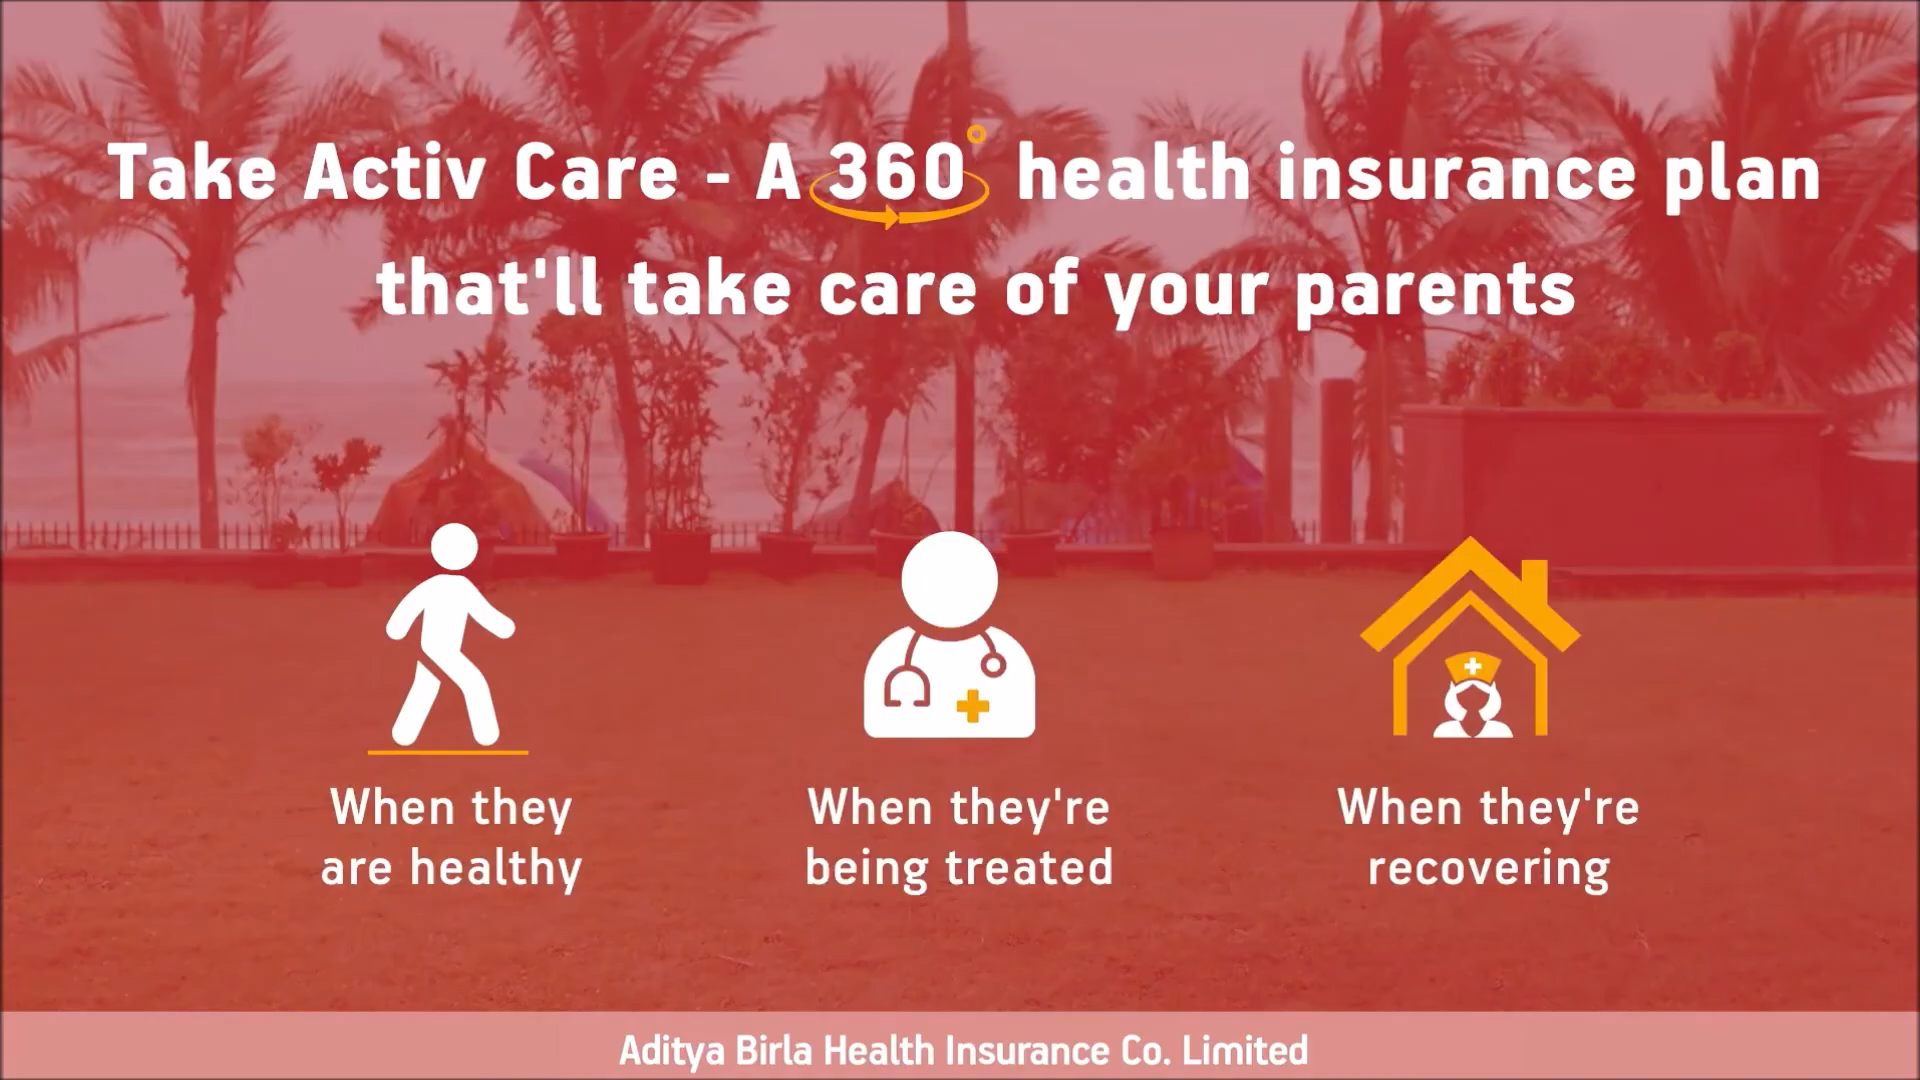 Take Activ Care - A 360° health insurance plan
that'll take care of your parents
When they
are healthy
When they're
being treated
When they're
recovering
Aditya Birla Health Insurance Co. Limited